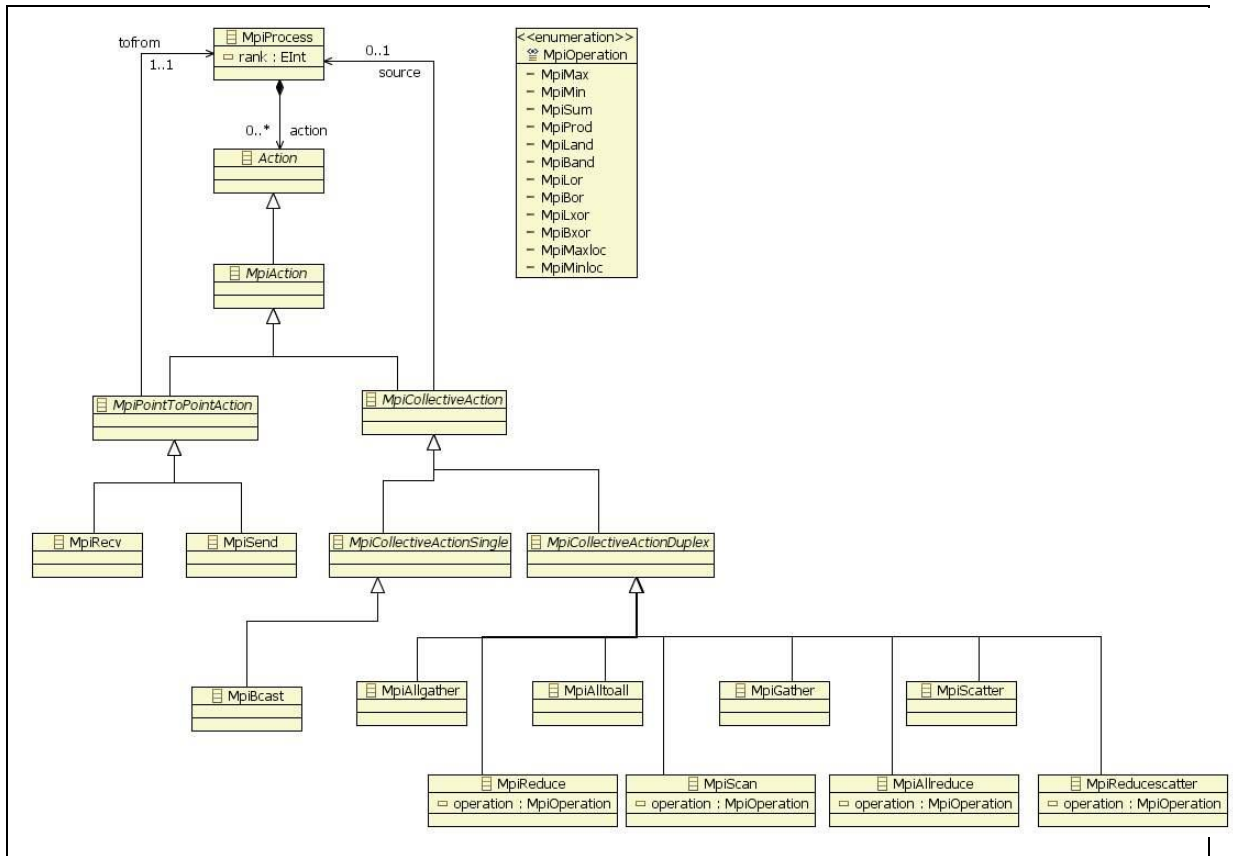 tofrom
1..1
MpiProcess
rank : EInt
0..1
source
0..* action
Action
MpiAction
<<enumeration>>
MpiOperation
MpiMax
MpiMin
MpiSum
MpiProd
MpiLand
MpiBand
MpiLor
MpiBor
MpiLxor
MpiBxor
MpiMaxloc
MpiMinloc
MpiPointToPointAction
MpiCollectiveAction
MpiRecv
MpiSend
MpiCollectiveActionSingle
MpiCollectiveActionDuplex
MpiBcast
MpiAllgather
MpiAlltoall
MpiGather
MpiScatter
MpiReduce
operation : MpiOperation
MpiScan
operation : MpiOperation
MpiAllreduce
operation : MpiOperation
MpiReducescatter
operation : MpiOperation